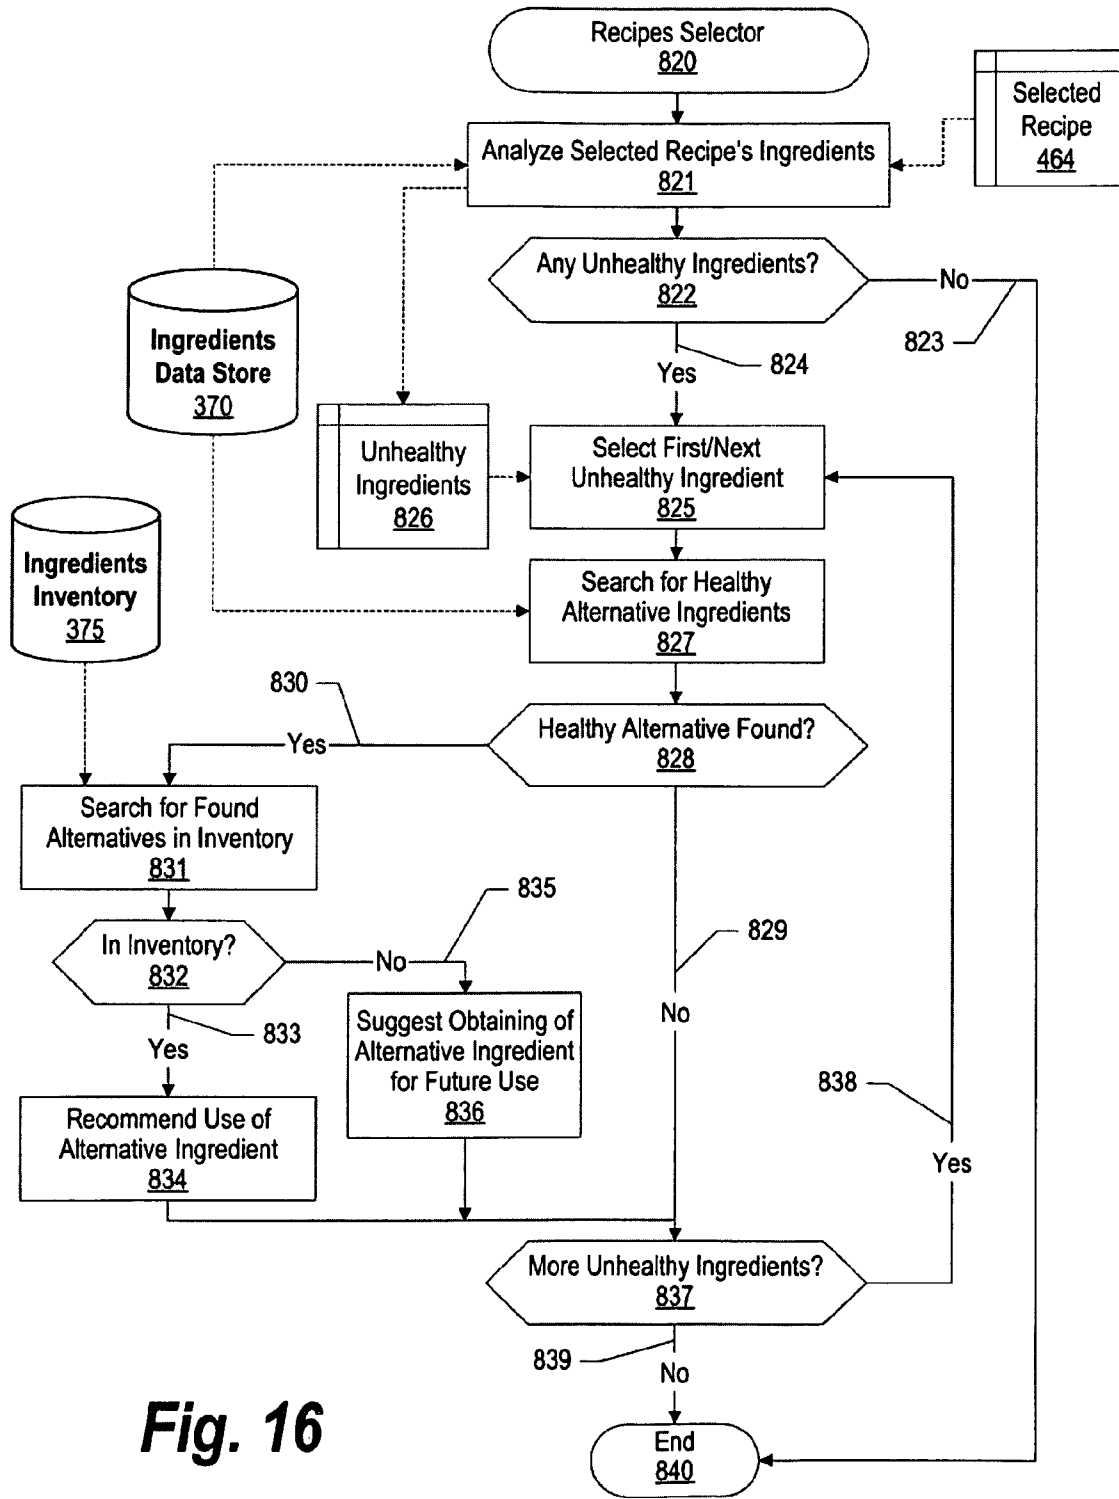 Recipes Selector
820
Selected
Recipe
464
Analyze Selected Recipe's Ingredients
821
Any Unhealthy Ingredients?
822
No
823
824
Yes
Ingredients
Data Store
370
Unhealthy
Ingredients
826
Select First/Next
Unhealthy Ingredient
825
Ingredients
Inventory
375
Search for Healthy
Alternative Ingredients
827
830
Healthy Alternative Found?
828
Yes
Search for Found
Alternatives in Inventory
831
835
829
In Inventory?
832
No
833
Yes
Suggest Obtaining of
Alternative Ingredient
for Future Use
836
No
838
Yes
Recommend Use of
Alternative Ingredient
834
More Unhealthy Ingredients?
837
839
No
Fig. 16
End
840